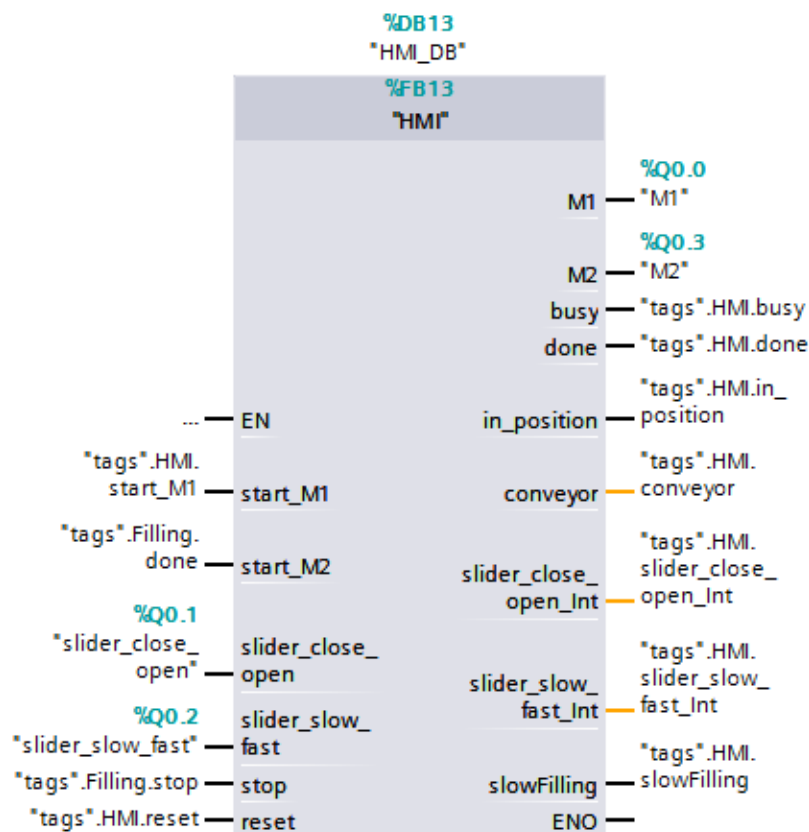 %DB13
"HMI_DB"
%FB13
"HMI"
%Q0.0
M1
"M1"
%Q0.3
M2
"M2"
busy
"tags".HMI.busy
done
"tags".HMI.done
...
EN
in_position
"tags".HMI.in_
position
"tags".HMI.
start_M1
start_M1
conveyor
"tags".HMI.
conveyor
"tags".Filling.
done
start_M2
slider_close_
open_Int
"tags".HMI.
slider_close_
open_Int
%Q0.1
"slider_close_
open"
slider_close_
open
slider_slow_
fast_Int
"tags".HMI.
slider_slow_
fast_Int
%Q0.2
"slider_slow_fast"
slider_slow_
fast
"tags".Filling.stop
stop
slowFilling
"tags".HMI.
slowFilling
"tags".HMI.reset
reset
ENO